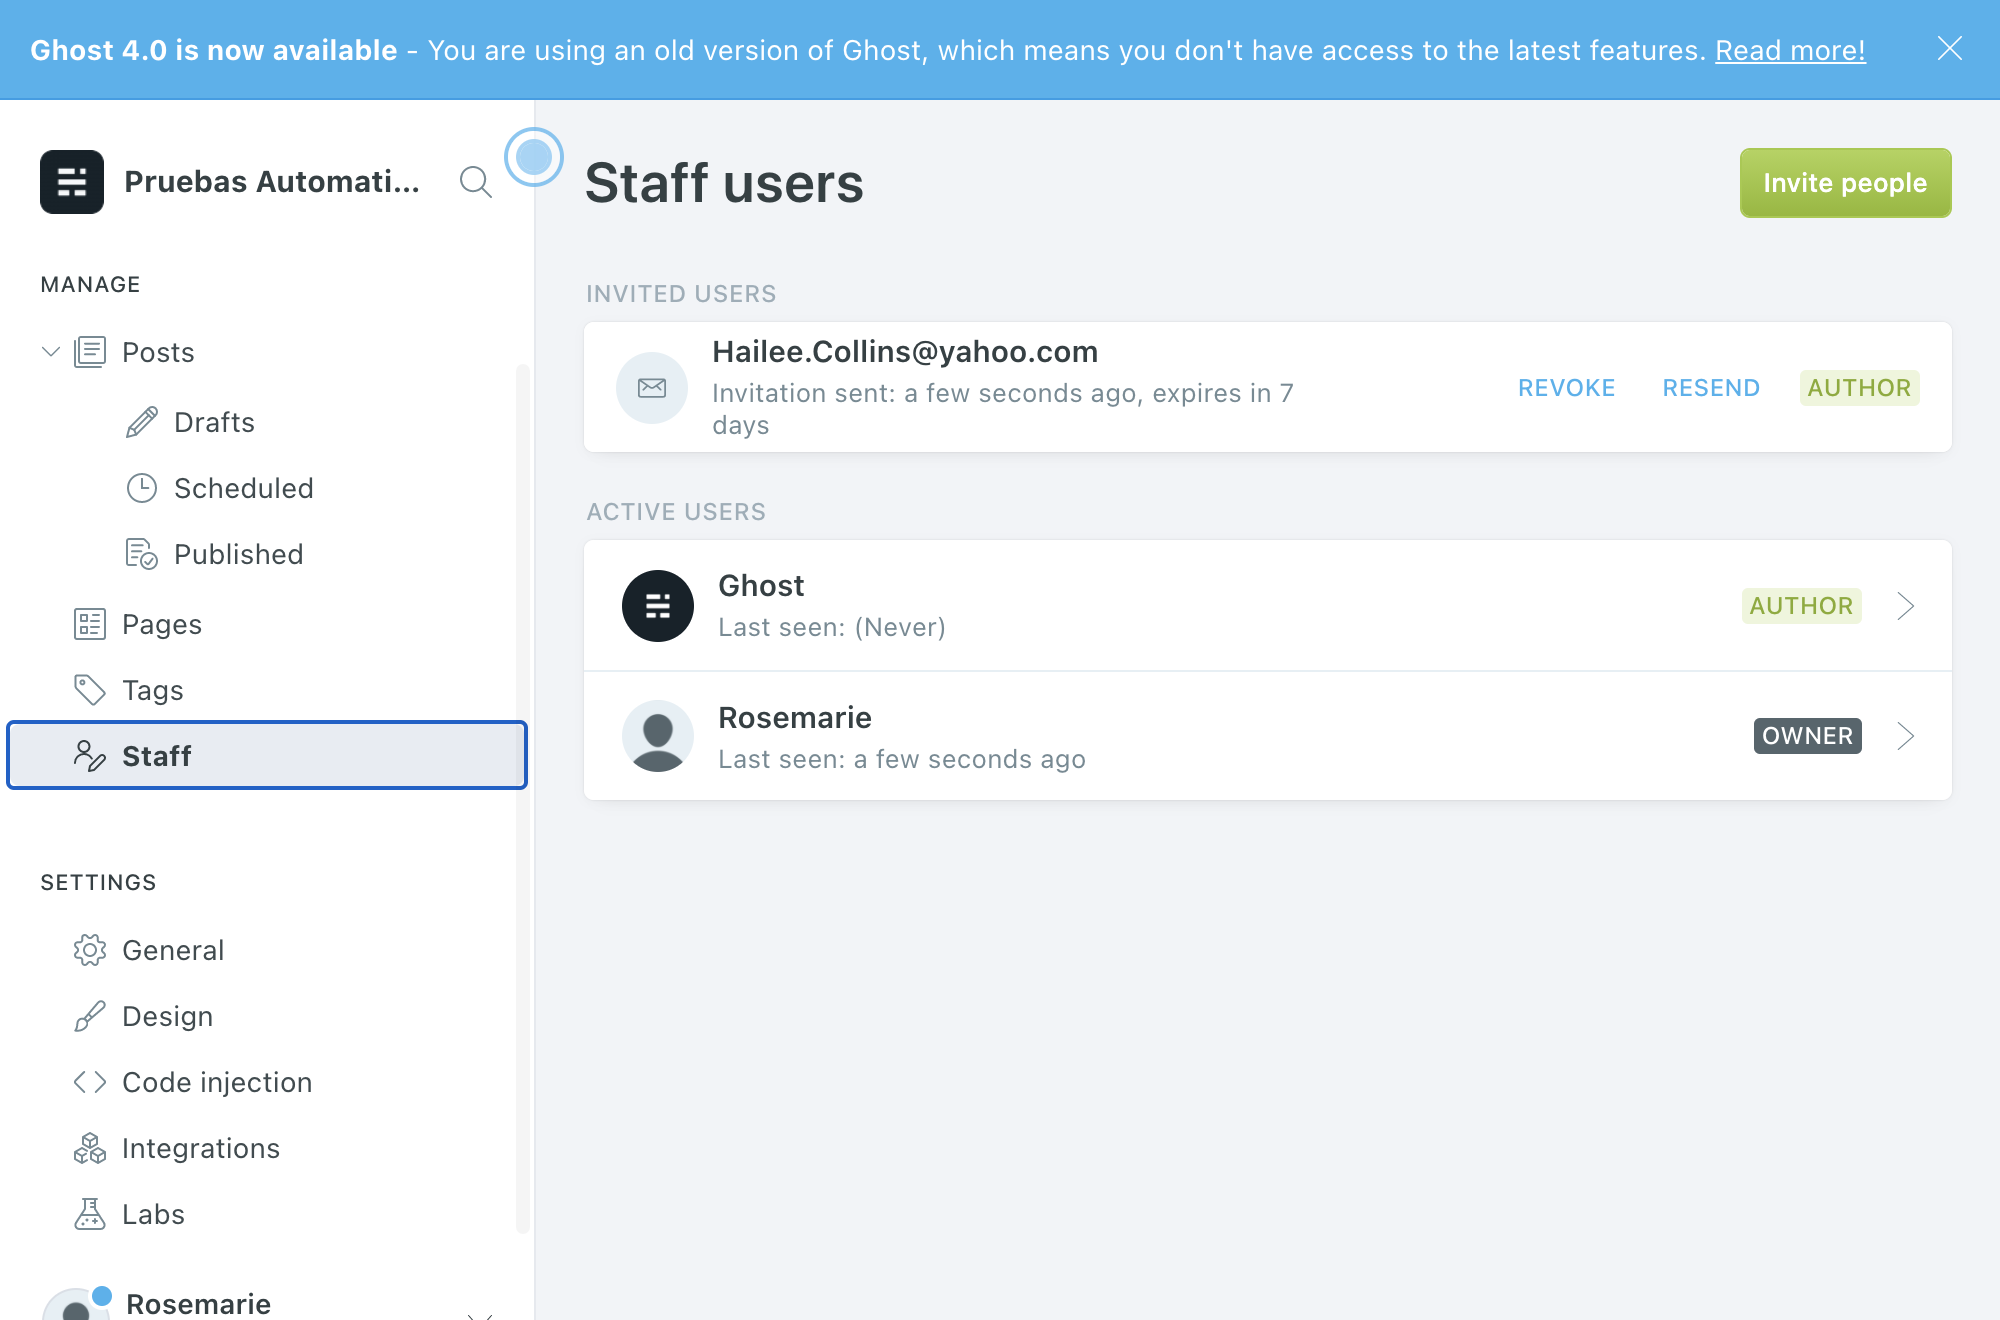 Ghost 4.0 is now available - You are using an old version of Ghost, which means you don't have access to the latest features. Read more!
Pruebas Automati...
Staff users
Invite people
MANAGE
Posts
Drafts
Scheduled
Published
Pages
Tags
Staff
SETTINGS
General
Design
Code injection
Integrations
Labs
Rosemarie
INVITED USERS
Hailee.Collins@yahoo.com
Invitation sent: a few seconds ago, expires in 7
days
REVOKE
RESEND
AUTHOR
ACTIVE USERS
Ghost
Last seen: (Never)
AUTHOR
Rosemarie
Last seen: a few seconds ago
OWNER